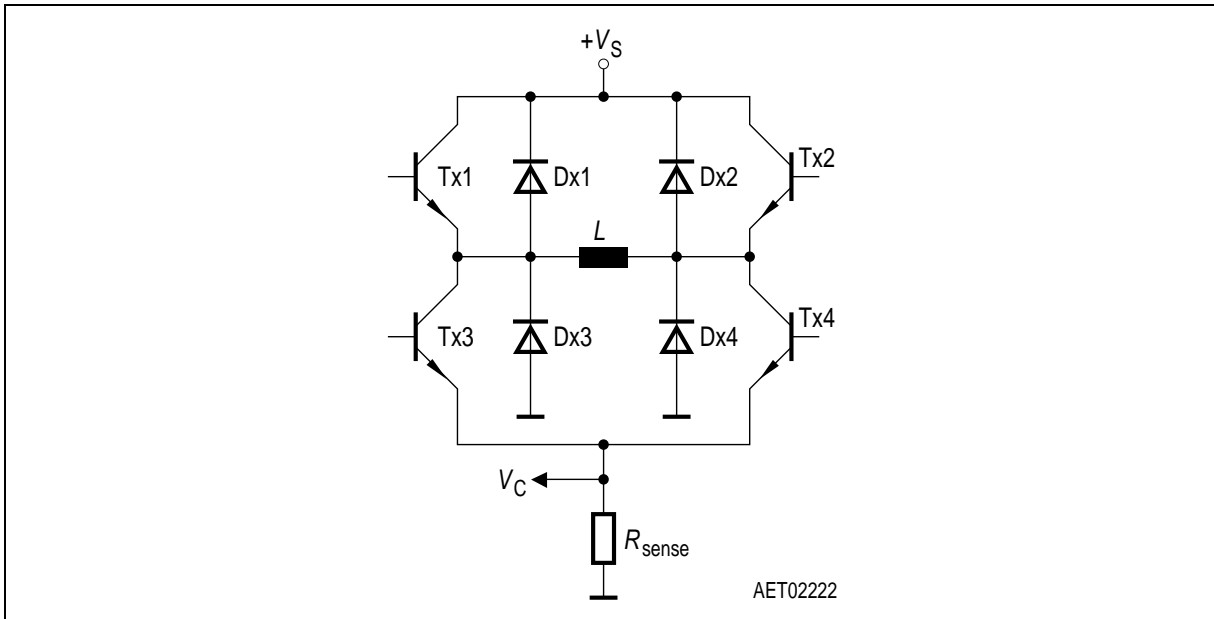 +VS
Tx1
Dx1
Dx2
Tx2
L
Tx3
Dx3
Dx4
Tx4
VC
Rsense
AET02222